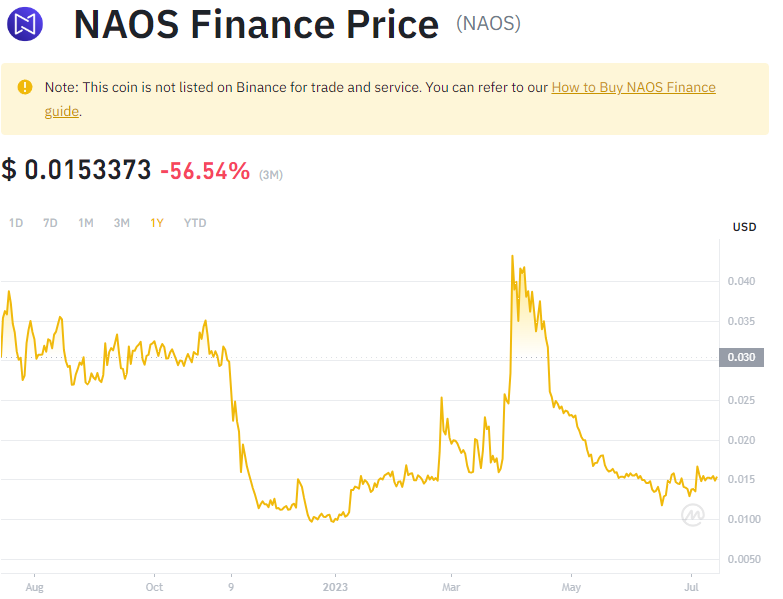 NAOS Finance Price (NAOS)
Note: This coin is not listed on Binance for trade and service. You can refer to our How to Buy NAOS Finance
guide.
$ 0.0153373 -56.54% (3M)
1D 7D 1M 3M 1Y YTD
USD
0.040
0.035
0.030
0.025
0.020
0.015
0.0100
0.0050
Aug Oct 9 2023 Mar May Jul